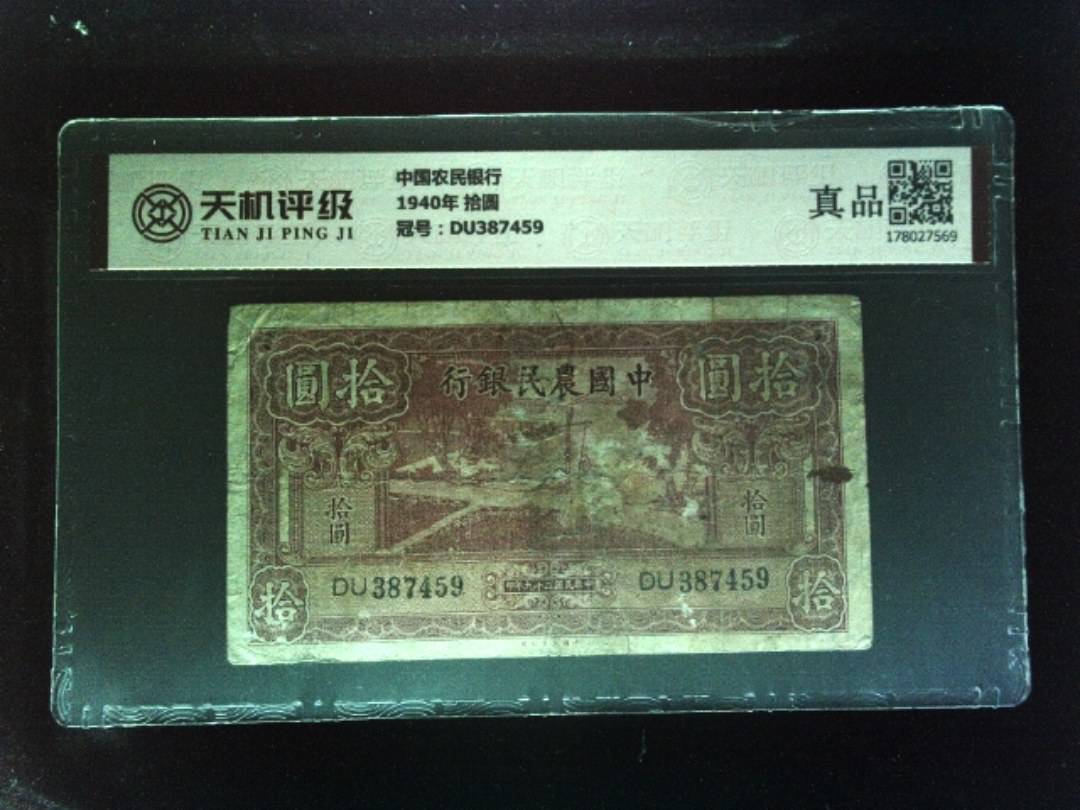 天机评级
TIAN JI PING JI
中国农民银行
1940年 拾圆
冠号：DU387459
真品
178027569
圓拾
行銀民農國中
圓拾
拾圓
拾圓
DU387459
DU387459
拾
拾